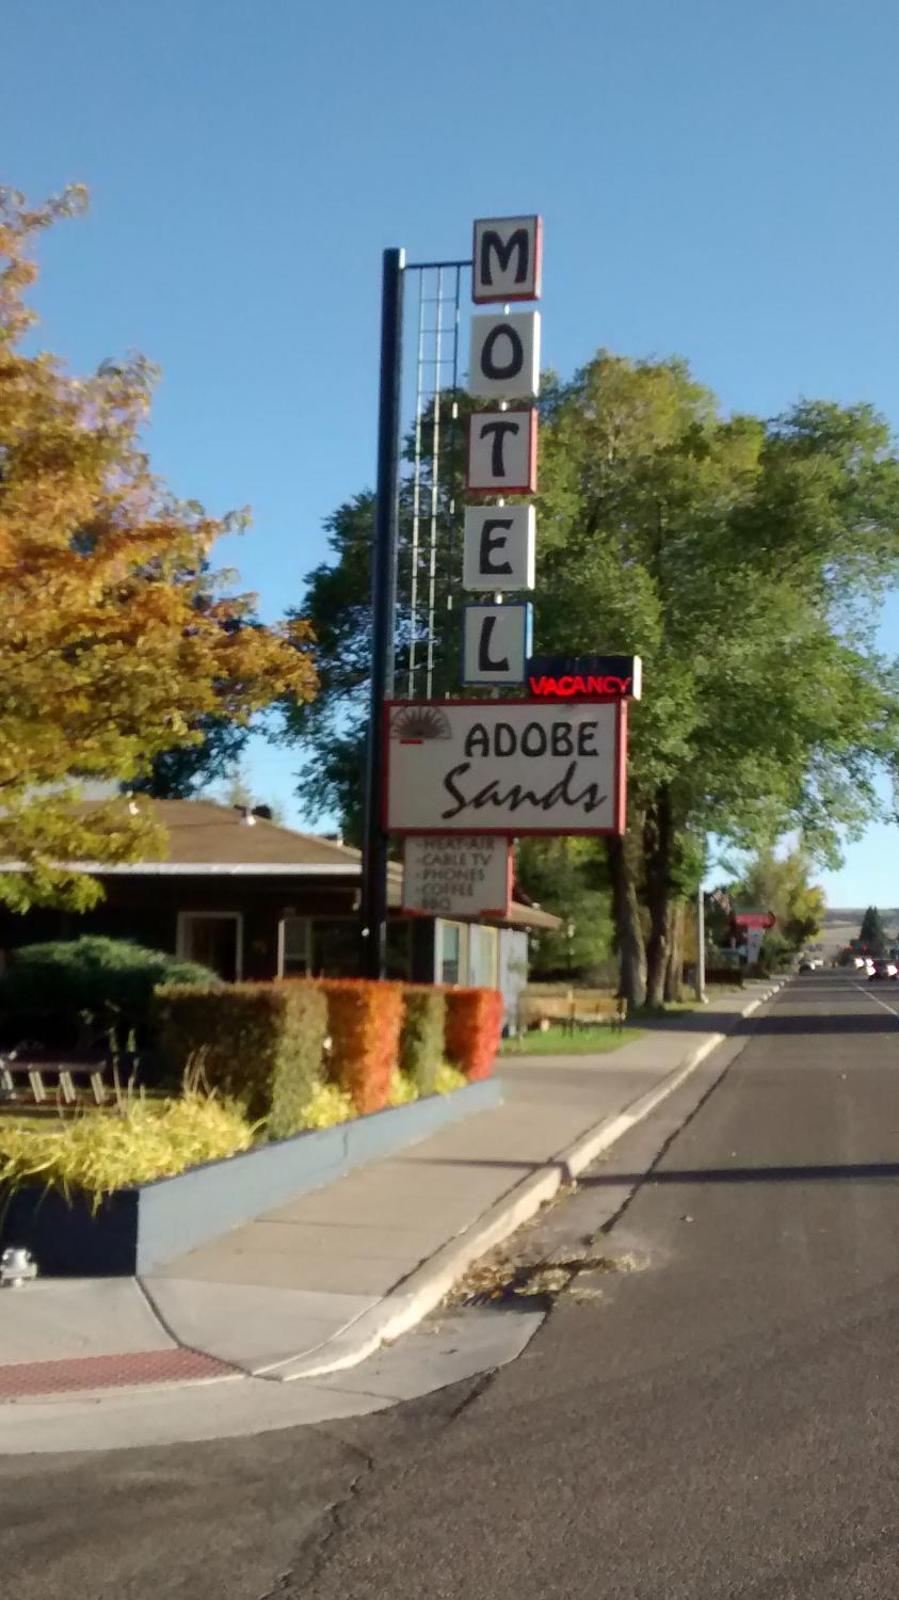 M
O
T
E
L
VACANCY
ADOBE
Sands
-HEAT-AIR
-CABLE TV
-PHONES
-COFFEE
-BBQ